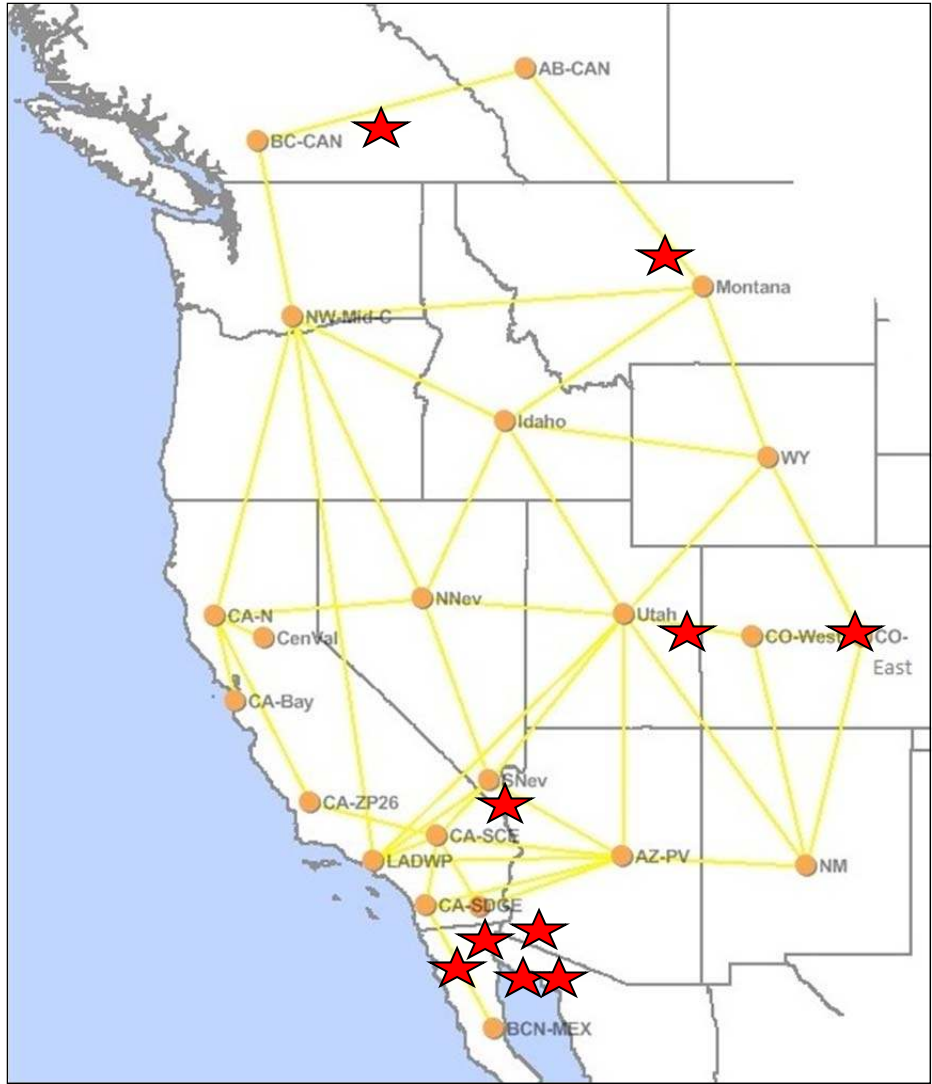 AB-CAN
BC-CAN
Montana
NW-Mid-C
Idaho
WY
NNev
CA-N
Utah
CenVal
CO-West
CO-
East
CA-Bay
SNev
CA-ZP26
CA-SCE
LADWP
AZ-PV
NM
CA-SDGE
BCN-MEX